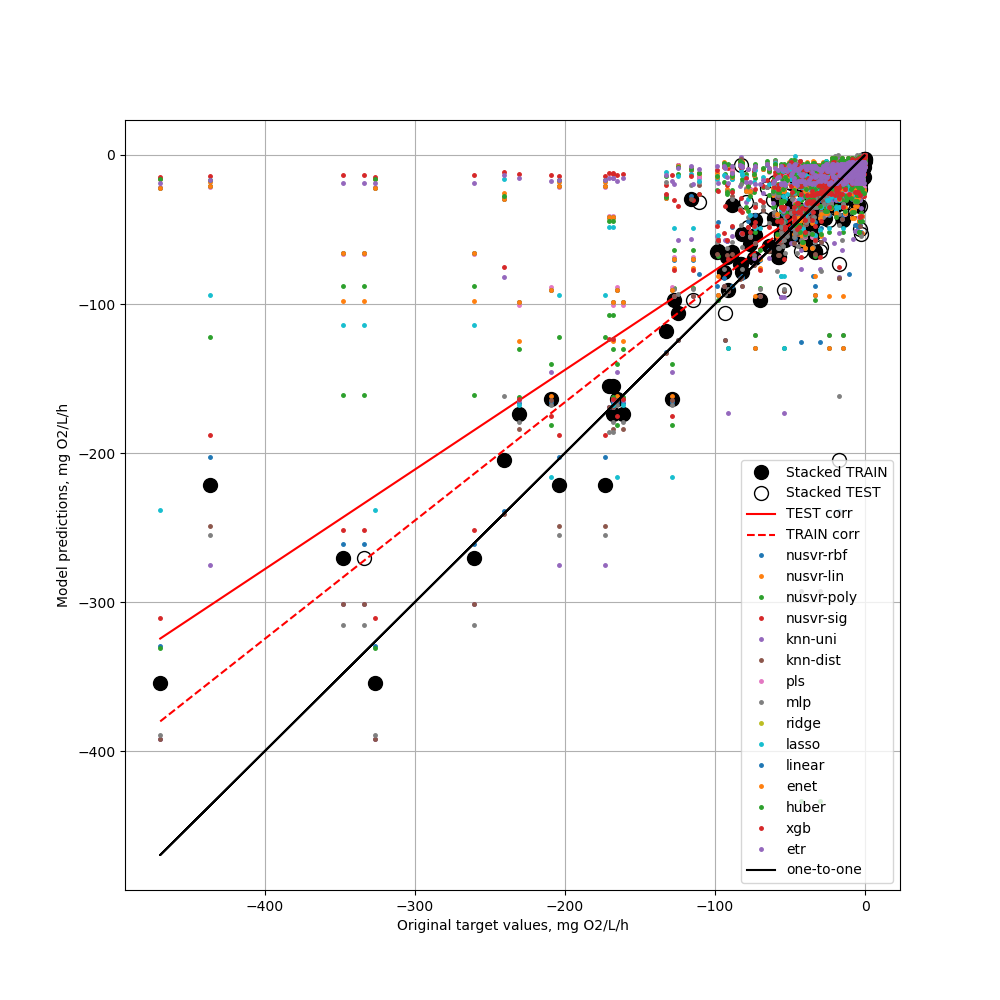 0
−100
−200
−300
−400
Model predictions, mg O2/L/h
−400
−300
−200
−100
0
Original target values, mg O2/L/h
Stacked TRAIN
Stacked TEST
TEST corr
TRAIN corr
nusvr-rbf
nusvr-lin
nusvr-poly
nusvr-sig
knn-uni
knn-dist
pls
mlp
ridge
lasso
linear
enet
huber
xgb
etr
one-to-one